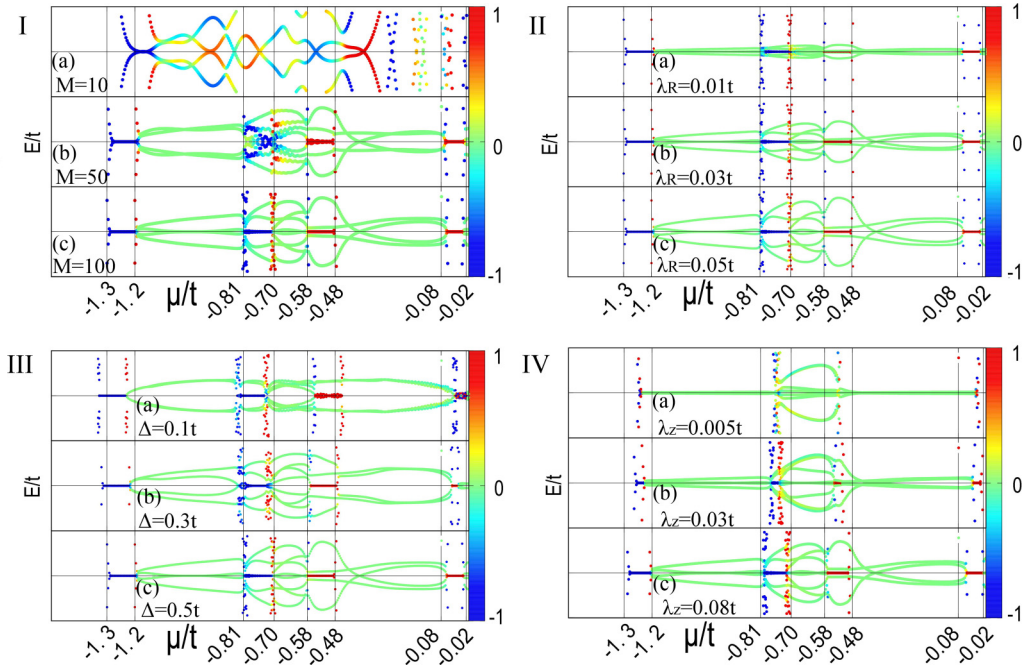 I
(a)
M=10
(b)
M=50
(c)
M=100
E/t
1
0
-1
-1.3
-1.2
μ/t
-0.81
-0.70
-0.58
-0.48
-0.08
-0.02
II
(a)
λR=0.01t
(b)
λR=0.03t
(c)
λR=0.05t
E/t
1
0
-1
-1.3
-1.2
μ/t
-0.81
-0.70
-0.58
-0.48
-0.08
-0.02
III
(a)
Δ=0.1t
(b)
Δ=0.3t
(c)
Δ=0.5t
E/t
1
0
-1
-1.3
-1.2
μ/t
-0.81
-0.70
-0.58
-0.48
-0.08
-0.02
IV
(a)
λz=0.005t
(b)
λz=0.03t
(c)
λz=0.08t
E/t
1
0
-1
-1.3
-1.2
μ/t
-0.81
-0.70
-0.58
-0.48
-0.08
-0.02